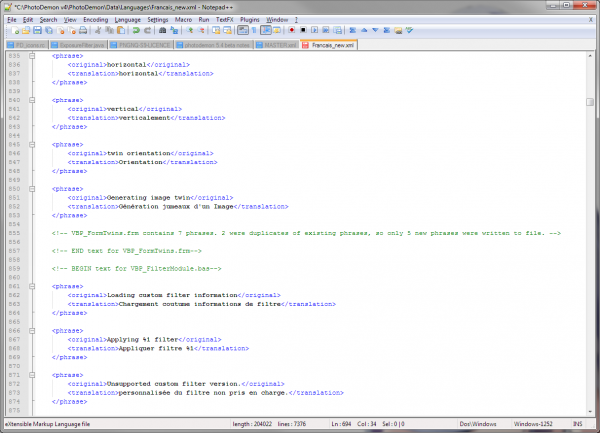 *C:\PhotoDemon v4\PhotoDemon\Data\Languages\Francais_new.xml - Notepad++
File Edit Search View Encoding Language Settings Macro Run TextFX Plugins Window ? X
ExposureFilter.java PNGNQ-S9-LICENCE photodemon 5.4 beta notes MASTER.xml Francais_new.xml
835 <phrase>
836 <original>horizontal</original>
837 <translation>horizontal</translation>
838 </phrase>
839
840 <phrase>
841 <original>vertical</original>
842 <translation>verticalement</translation>
843 </phrase>
844
845 <phrase>
846 <original>twin orientation</original>
847 <translation>Orientation</translation>
848 </phrase>
849
850 <phrase>
851 <original>Generating image twin</original>
852 <translation>Génération jumeaux d'un Image</translation>
853 </phrase>
854
855 <!-- VBP_FormTwins.frm contains 7 phrases. 2 were duplicates of existing phrases, so only 5 new phrases were written to file. -->
856
857 <!-- END text for VBP_FormTwins.frm-->
858
859 <!-- BEGIN text for VBP_FilterModule.bas-->
860
861 <phrase>
862 <original>Loading custom filter information</original>
863 <translation>Chargement coutume informations de filtre</translation>
864 </phrase>
865
866 <phrase>
867 <original>Applying %1 filter</original>
868 <translation>Appliquer filtre %1</translation>
869 </phrase>
870
871 <phrase>
872 <original>Unsupported custom filter version.</original>
873 <translation>personnalisée du filtre non pris en charge.</translation>
874 </phrase>
875
eXtensible Markup Language file length : 204022 lines : 7376 Ln : 694 Col : 34 Sel : 0 | 0 Dos\Windows Windows-1252 INS